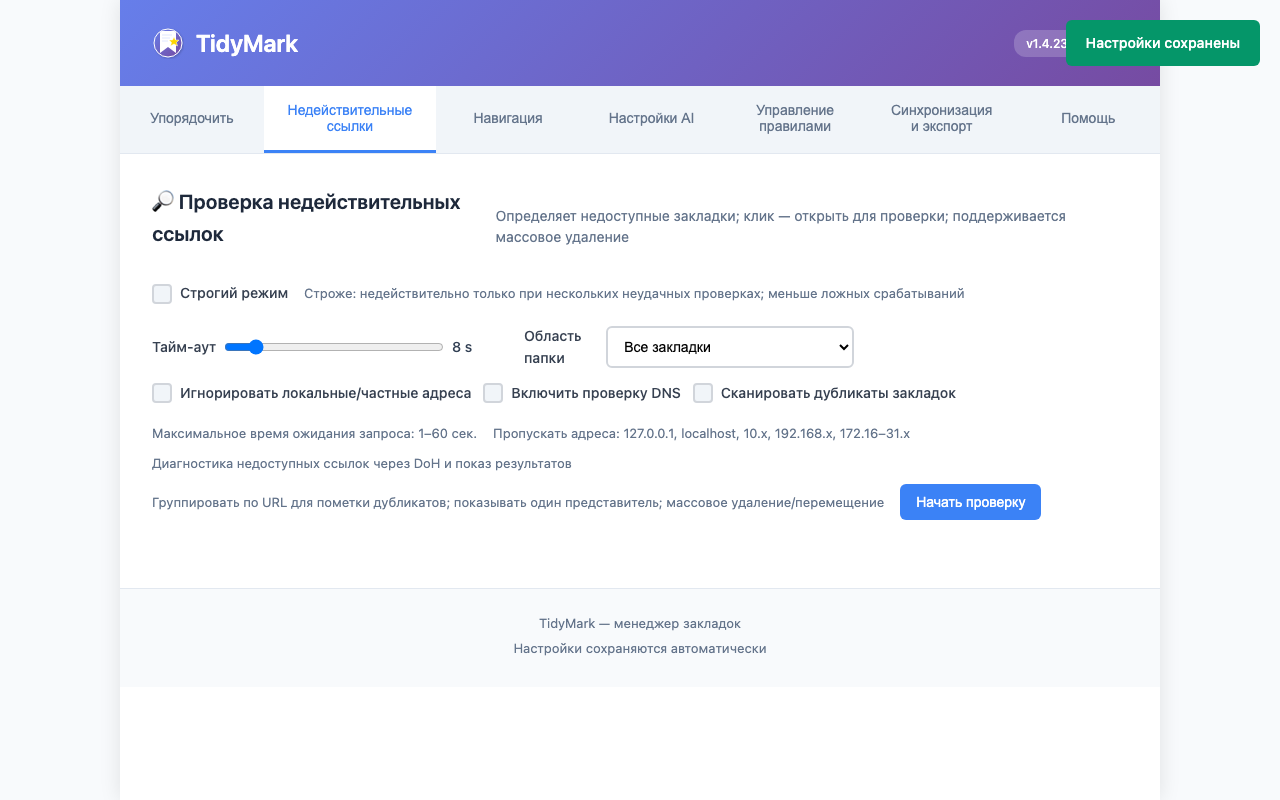 TidyMark
v1.4.23
Настройки сохранены
Упорядочить
Недействительные
ссылки
Навигация
Настройки AI
Управление
правилами
Синхронизация
и экспорт
Помощь
Проверка недействительных
ссылок
Определяет недоступные закладки; клик — открыть для проверки; поддерживается
массовое удаление
Строгий режим
Строже: недействительно только при нескольких неудачных проверках; меньше ложных срабатываний
Тайм-аут
8 s
Область
папки
Все закладки
Игнорировать локальные/частные адреса
Включить проверку DNS
Сканировать дубликаты закладок
Максимальное время ожидания запроса: 1–60 сек.
Пропускать адреса: 127.0.0.1, localhost, 10.x, 192.168.x, 172.16–31.x
Диагностика недоступных ссылок через DoH и показ результатов
Группировать по URL для пометки дубликатов; показывать один представитель; массовое удаление/перемещение
Начать проверку
TidyMark — менеджер закладок
Настройки сохраняются автоматически